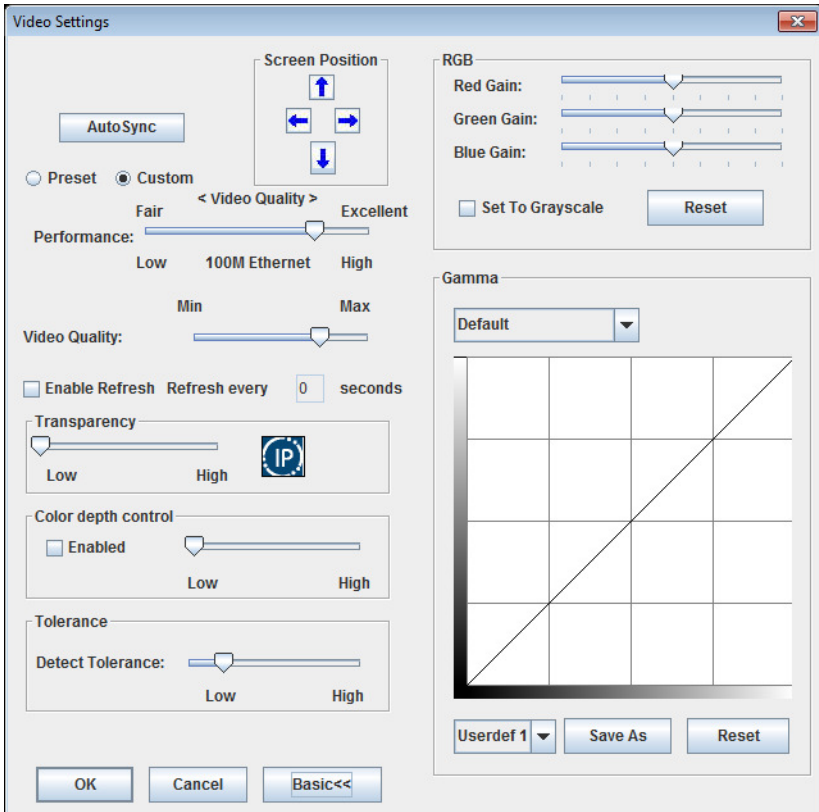 Video Settings
Screen Position
AutoSync
Preset Custom
< Video Quality >
Fair Excellent
Performance:
Low 100M Ethernet High
Min Max
Video Quality:
Enable Refresh Refresh every 0 seconds
Transparency
Low High
IP
Color depth control
Enabled
Low High
Tolerance
Detect Tolerance:
Low High
OK Cancel Basic<<
RGB
Red Gain:
Green Gain:
Blue Gain:
Set To Grayscale Reset
Gamma
Default
Userdef 1 Save As Reset